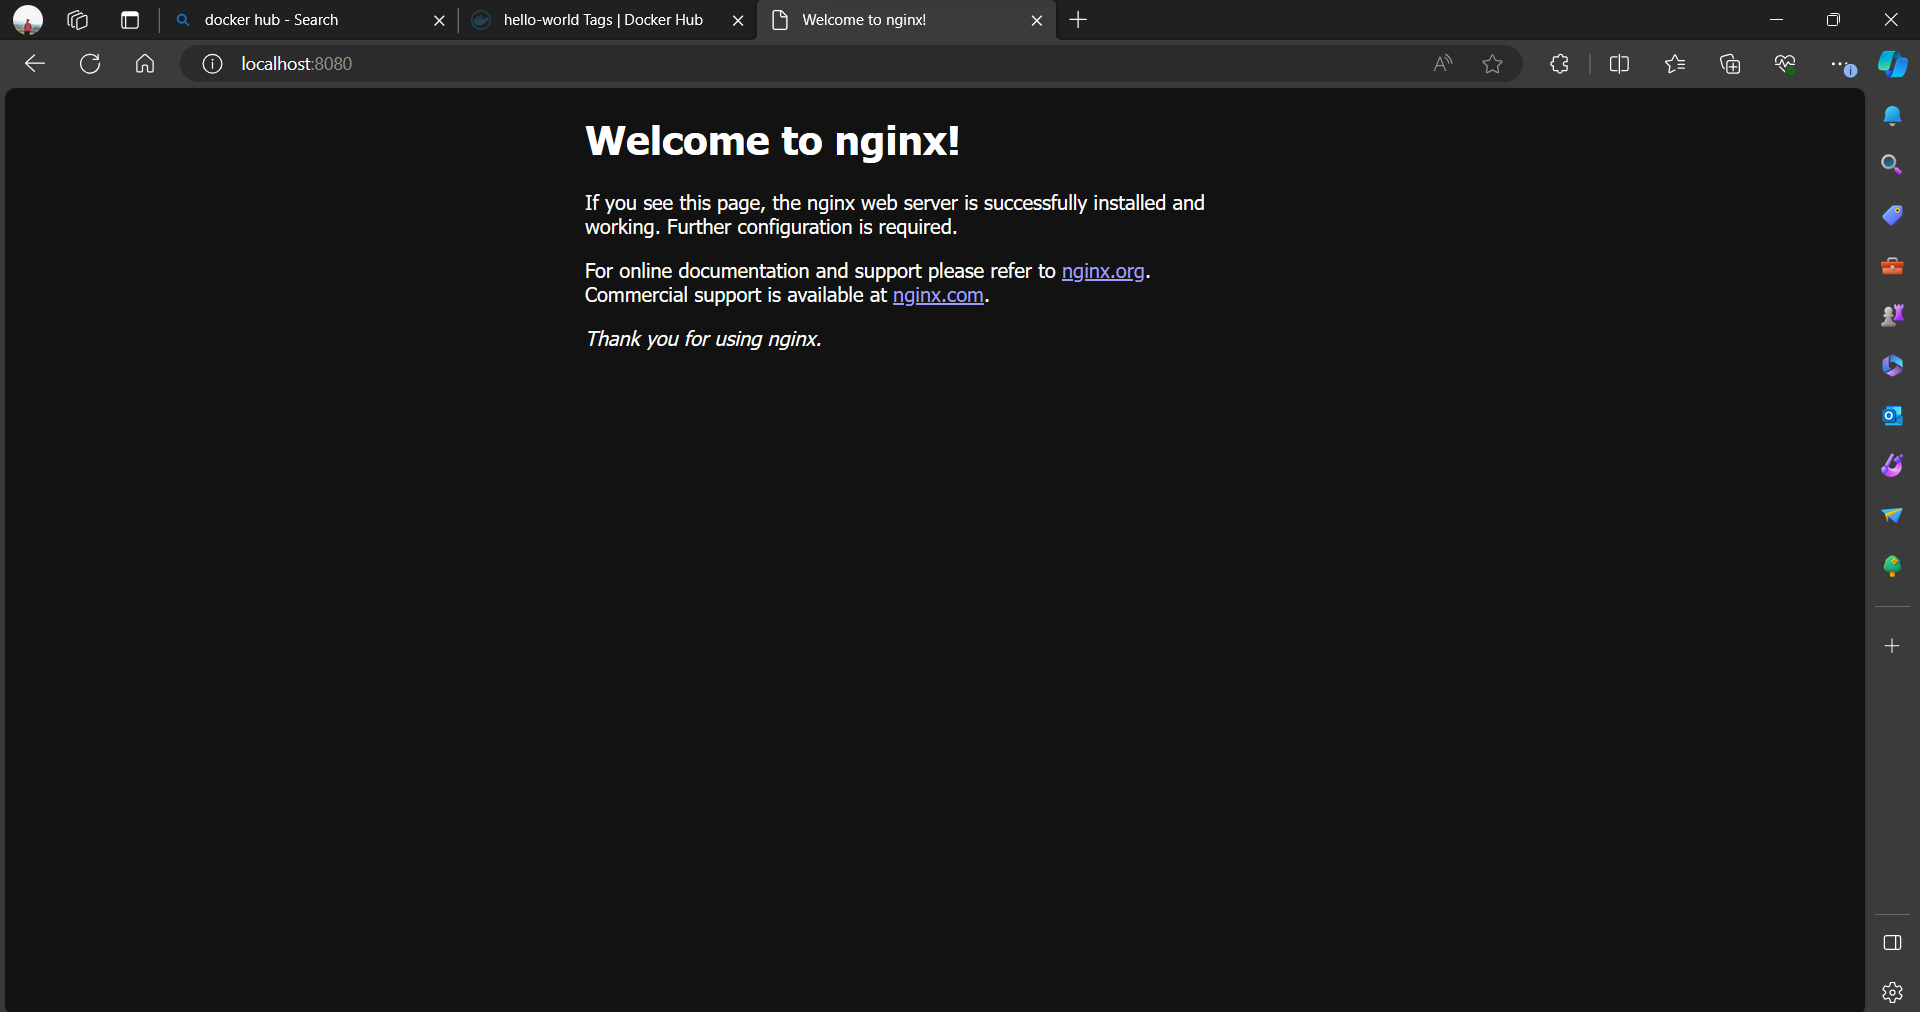 docker hub - Search
hello-world Tags | Docker Hub
Welcome to nginx!
localhost:8080
Welcome to nginx!
If you see this page, the nginx web server is successfully installed and
working. Further configuration is required.
For online documentation and support please refer to nginx.org.
Commercial support is available at nginx.com.
Thank you for using nginx.